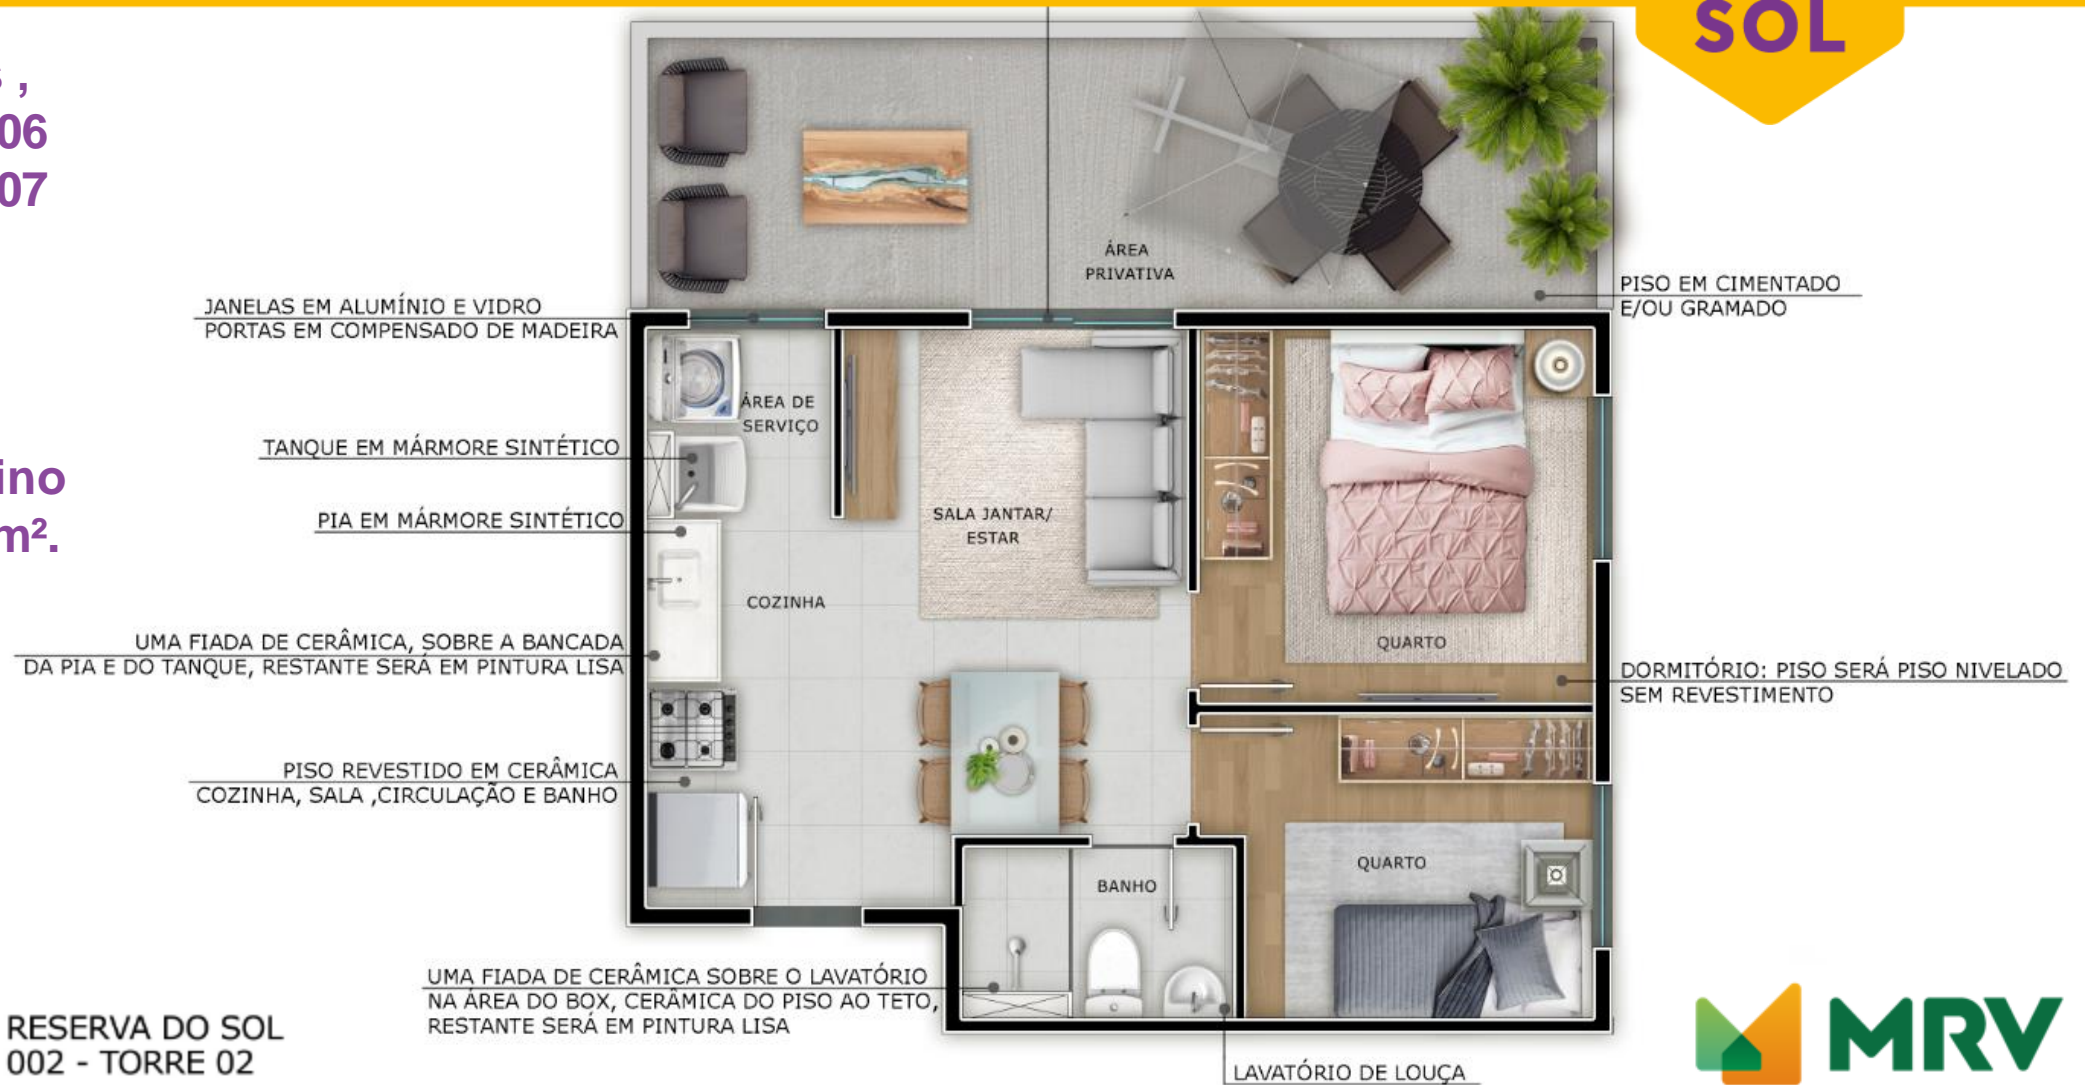 SOL
,
06
07
ÁREA
PRIVATIVA
JANELAS EM ALUMÍNIO E VIDRO
PORTAS EM COMPENSADO DE MADEIRA
PISO EM CIMENTADO
E/OU GRAMADO
ÁREA DE
SERVIÇO
TANQUE EM MÁRMORE SINTÉTICO
ino
m².
PIA EM MÁRMORE SINTÉTICO
SALA JANTAR/
ESTAR
COZINHA
UMA FIADA DE CERÂMICA, SOBRE A BANCADA
DA PIA E DO TANQUE, RESTANTE SERÁ EM PINTURA LISA
QUARTO
DORMITÓRIO: PISO SERÁ PISO NIVELADO
SEM REVESTIMENTO
PISO REVESTIDO EM CERÂMICA
COZINHA, SALA ,CIRCULAÇÃO E BANHO
QUARTO
BANHO
UMA FIADA DE CERÂMICA SOBRE O LAVATÓRIO
NA ÁREA DO BOX, CERÂMICA DO PISO AO TETO,
RESTANTE SERÁ EM PINTURA LISA
LAVATÓRIO DE LOUÇA
RESERVA DO SOL
002 - TORRE 02
MRV